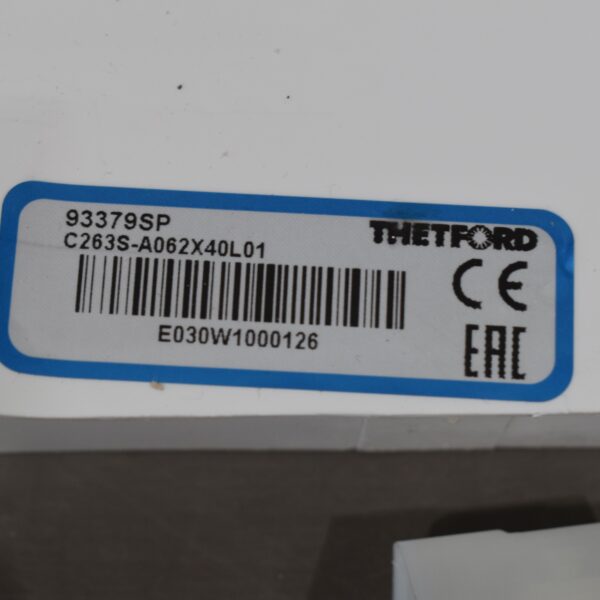 93379SP
THETFORD
C263S-A062X40L01
CE
E030W1000126
EAC